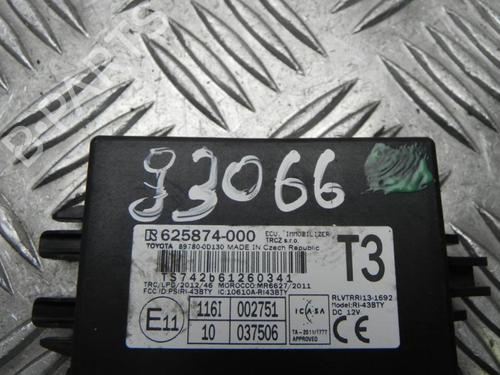 B-PARTS
93066
625874-000
ECU, IMMOBILIZER
TRCZ s.r.o.
TOYOTA 89780-0D130 MADE IN Czech Republic
T3
TS742b61260341
TRC/LPD/2012/46 MOROCCO:MR6627/2011
FCC ID:PSIRI-43BTY IC:10610A-RI43BTY
RLVTRRI13-1692
Model:RI-43BTY
DC 12V
E11
116I 002751
10 037506
ICASA
TA-2011/1777
APPROVED